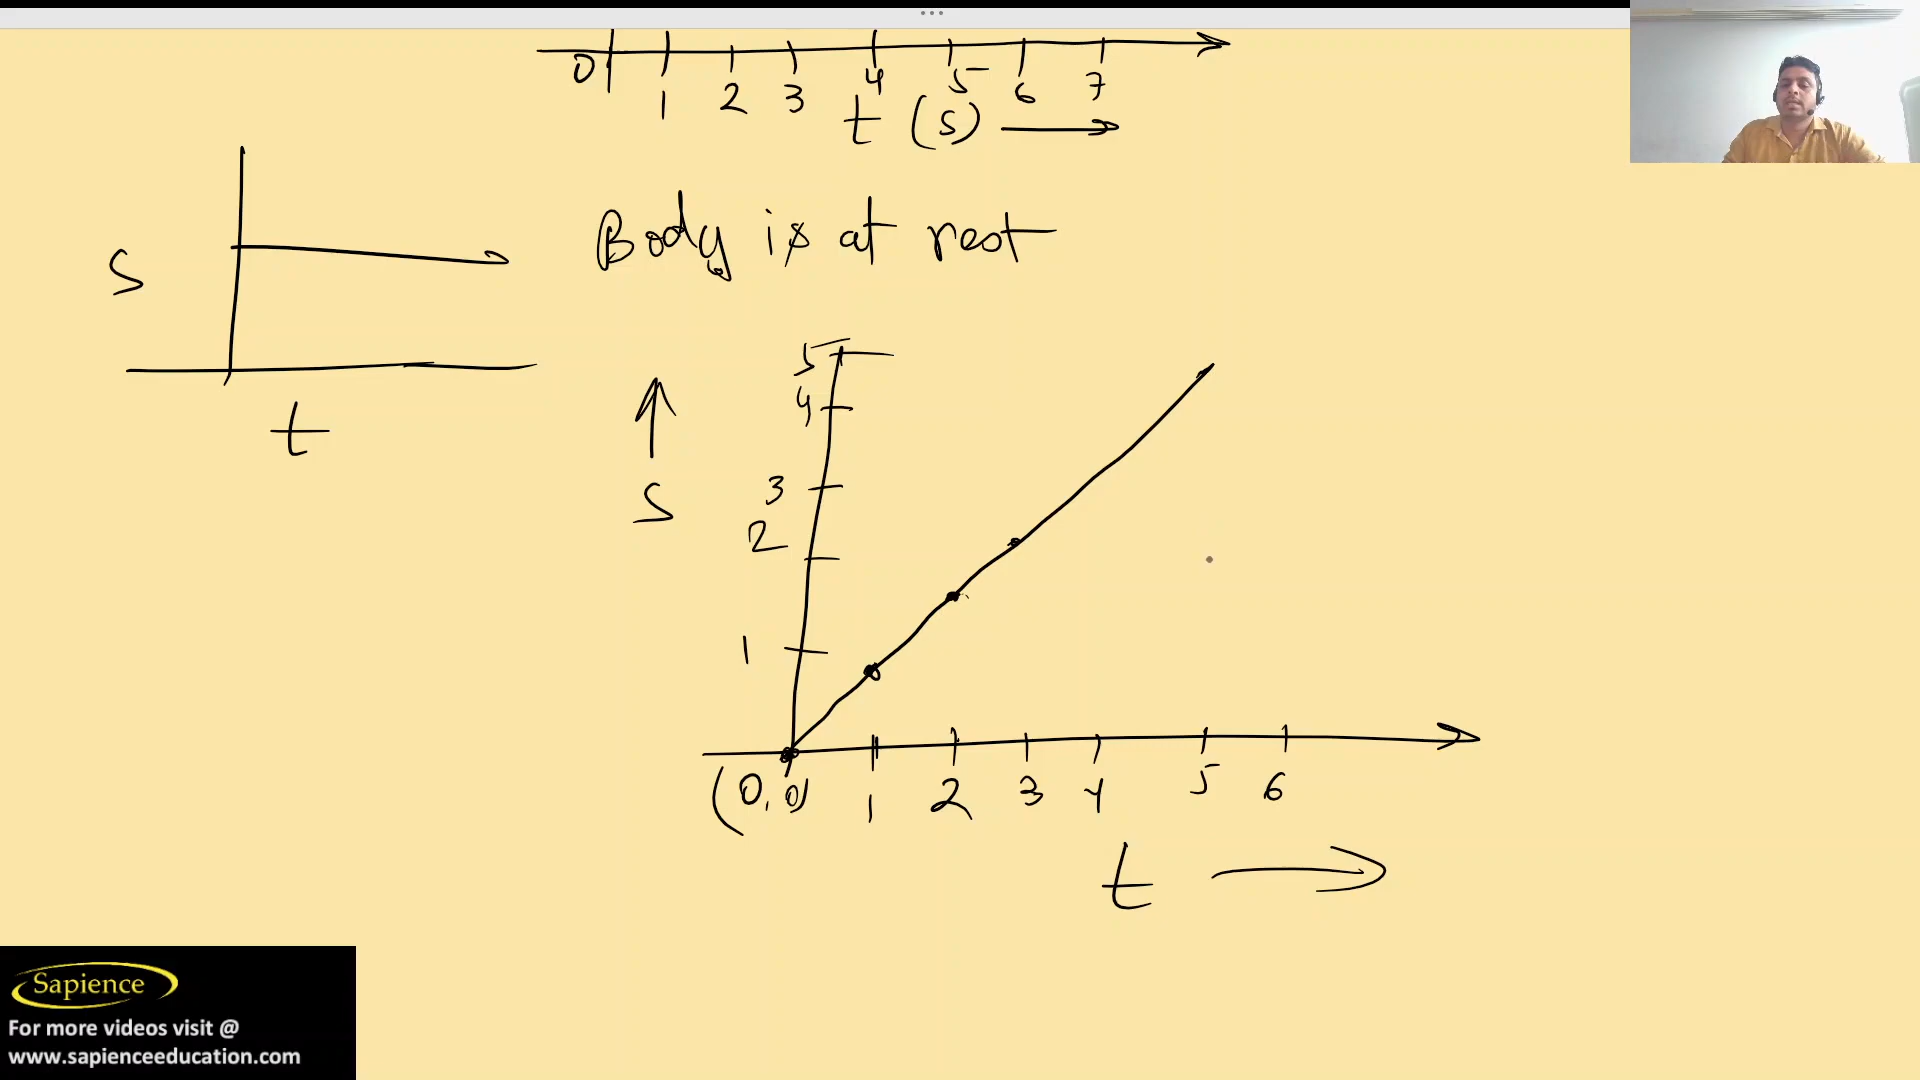 0 1 2 3 4 5 6 7
t (s)
Body is at rest
s
t
5
4
3
s
2
1
(0, 0)
1 2 3 4 5 6
t
Sapience
For more videos visit @
www.sapienceeducation.com